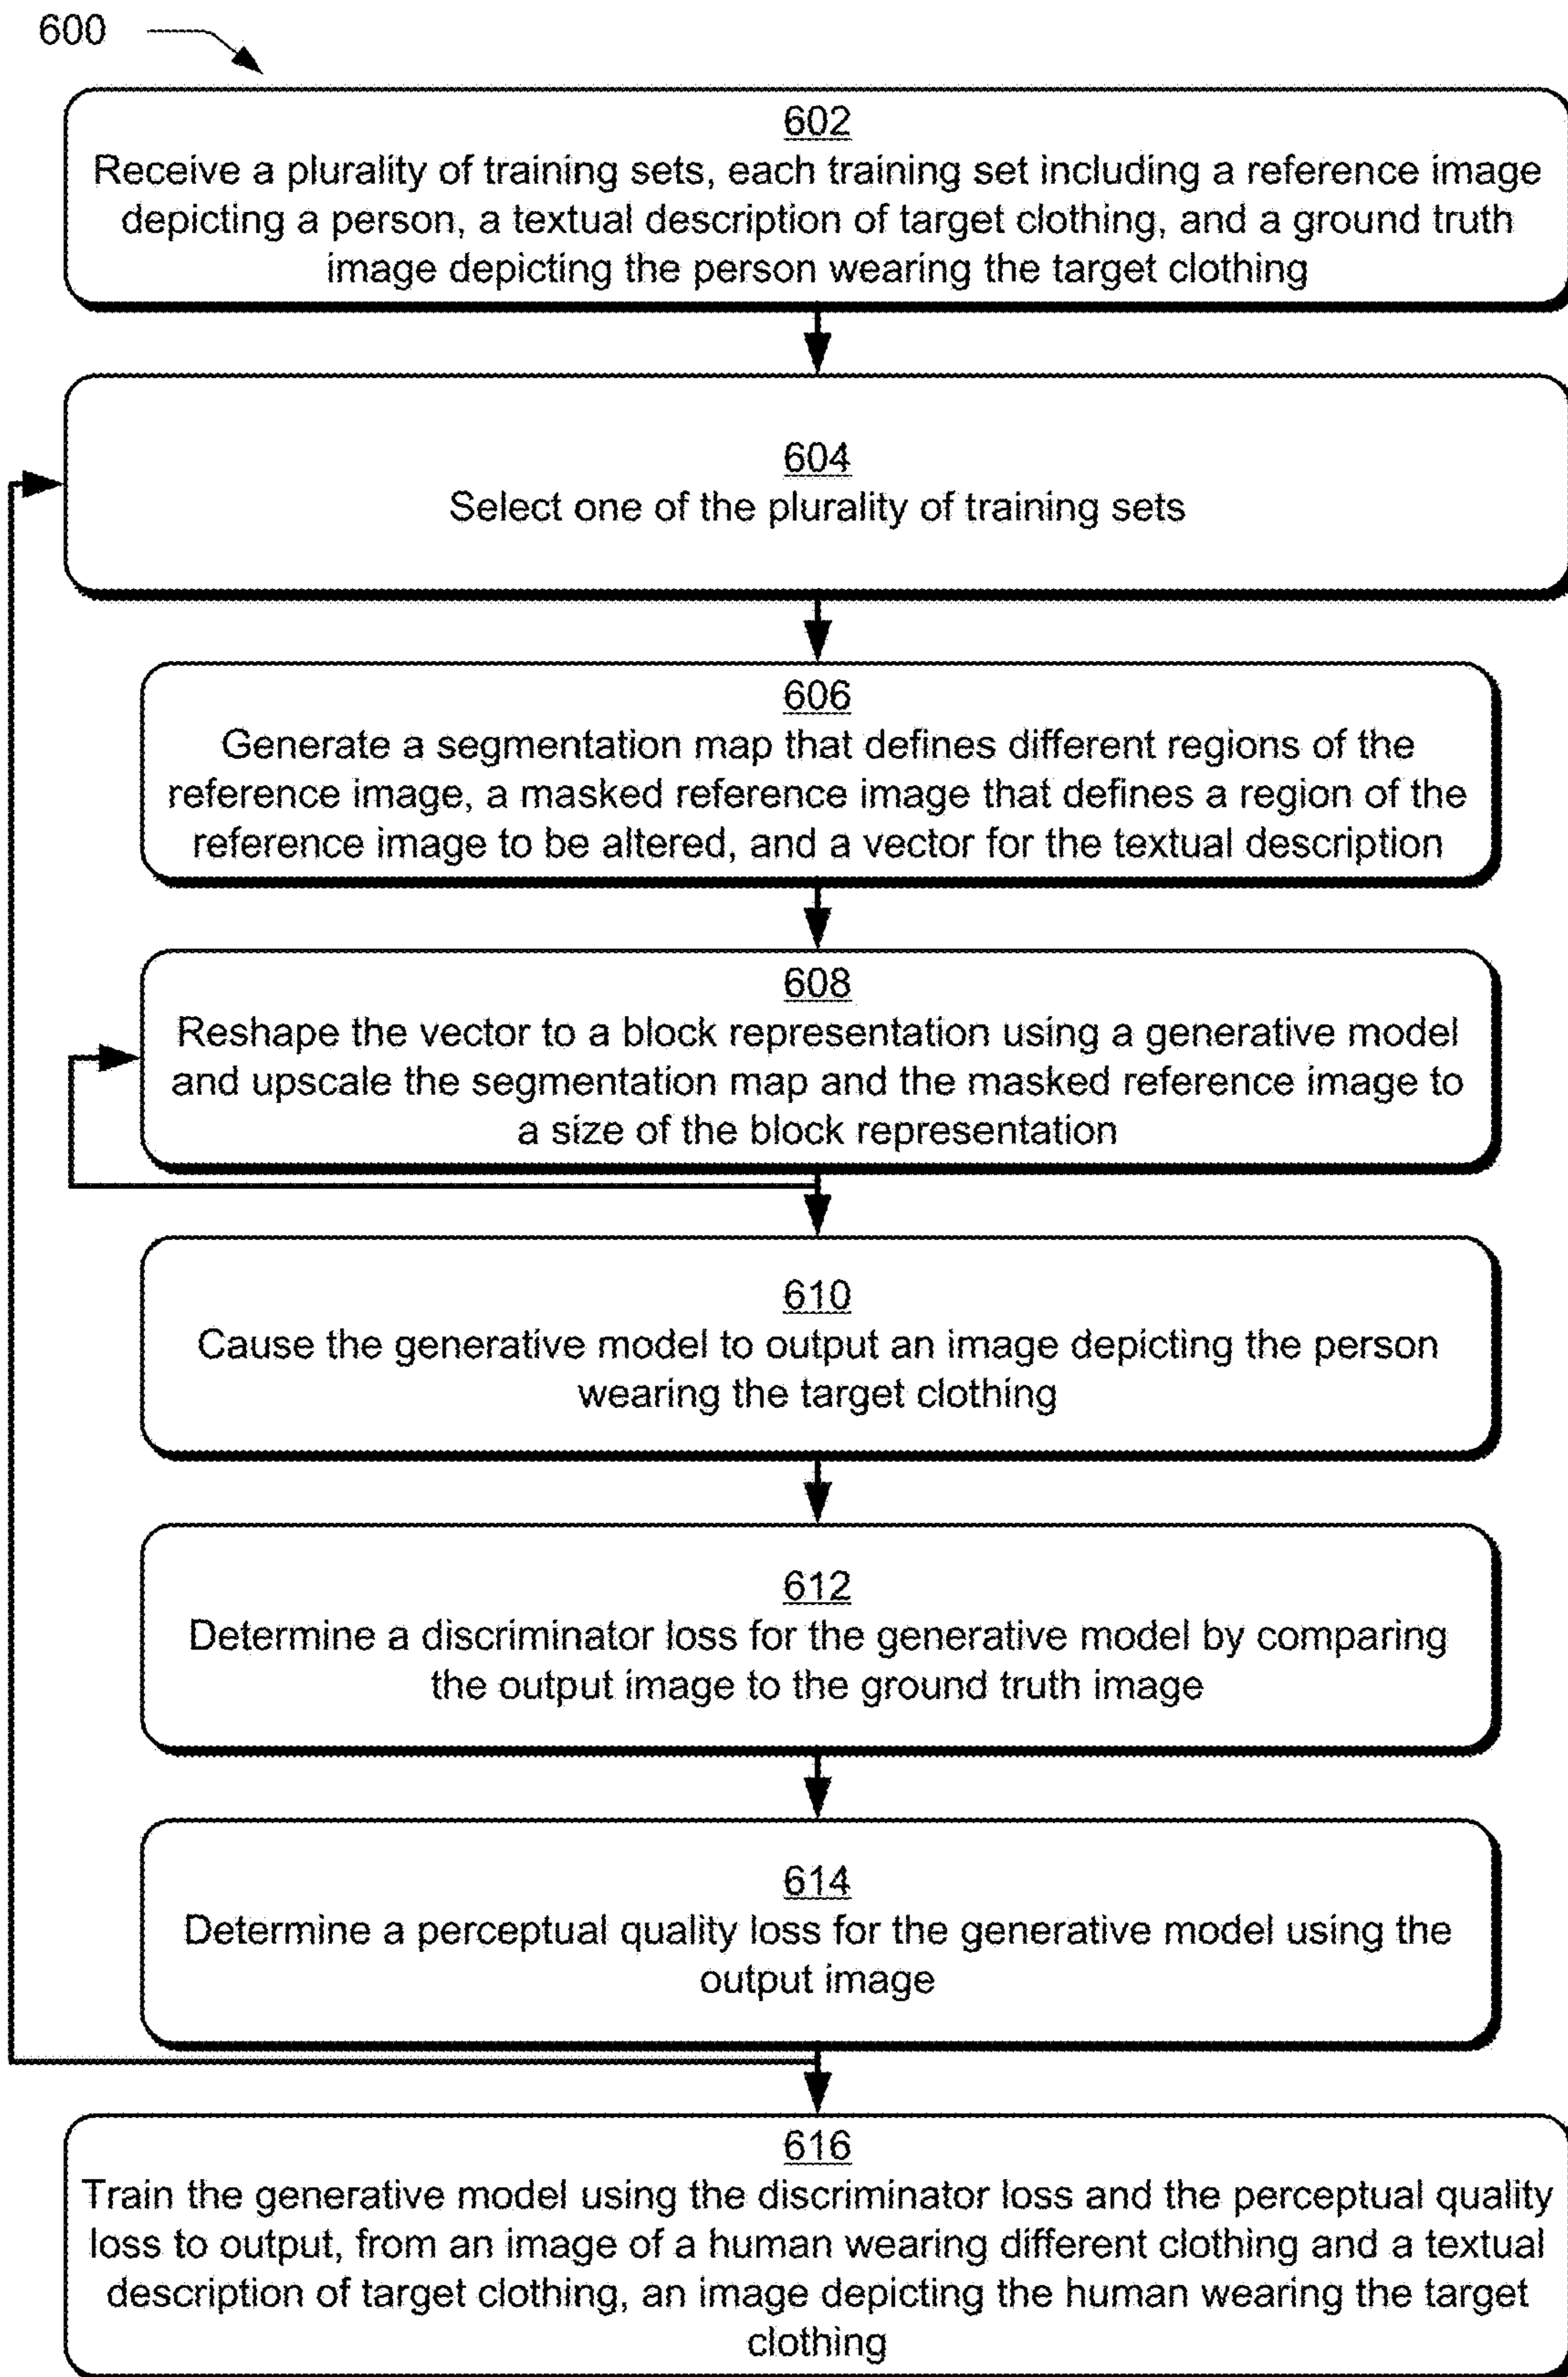 600
602
Receive a plurality of training sets, each training set including a reference image
depicting a person, a textual description of target clothing, and a ground truth
image depicting the person wearing the target clothing
604
Select one of the plurality of training sets
606
Generate a segmentation map that defines different regions of the
reference image, a masked reference image that defines a region of the
reference image to be altered, and a vector for the textual description
608
Reshape the vector to a block representation using a generative model
and upscale the segmentation map and the masked reference image to
a size of the block representation
610
Cause the generative model to output an image depicting the person
wearing the target clothing
612
Determine a discriminator loss for the generative model by comparing
the output image to the ground truth image
614
Determine a perceptual quality loss for the generative model using the
output image
616
Train the generative model using the discriminator loss and the perceptual quality
loss to output, from an image of a human wearing different clothing and a textual
description of target clothing, an image depicting the human wearing the target
clothing